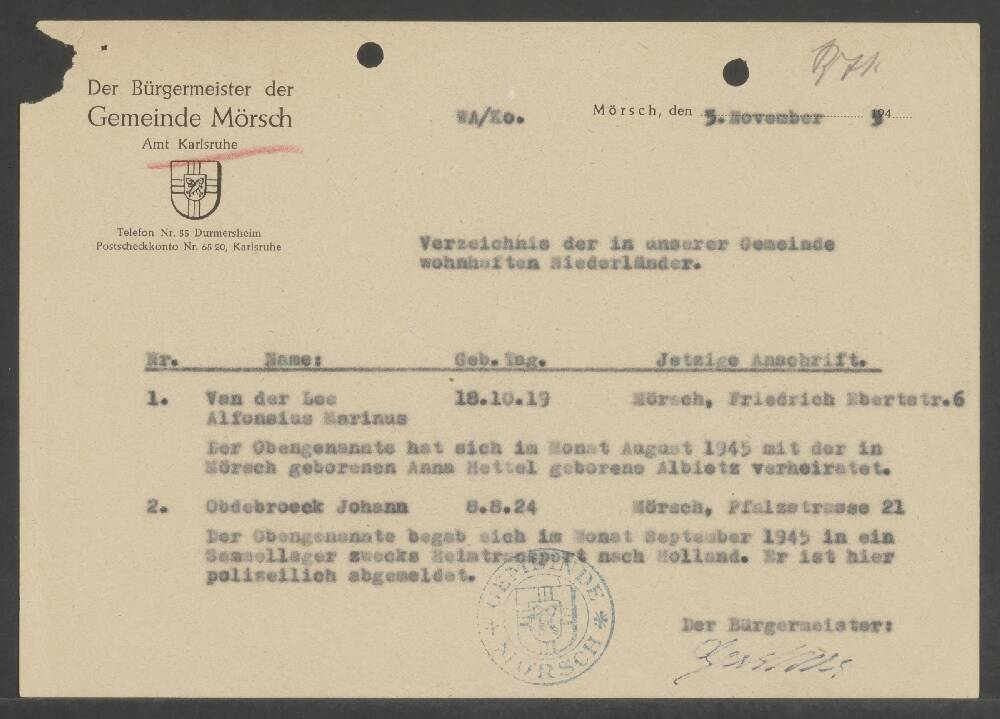 Der Bürgermeister der
Gemeinde Mörsch
Amt Karlsruhe
Telefon Nr. 55 Durmersheim
Postscheckkonto Nr. 65 20, Karlsruhe
WA/Ko.
Mörsch, den 5. November 194 5
Verzeichnis der in unserer Gemeinde
wohnhaften Niederländer.
Nr. Name: Geb. Tag. Jetzige Anschrift.
1. Van der Lee 18.10.19 Mörsch, Friedrich Ebertstr.6
Alfonsius Marinus
Der Obengenannte hat sich im Monat August 1945 mit der in
Mörsch geborenen Anna Hettel geborene Albietz verheiratet.
2. Obdebroeck Johann 8.8.24 Mörsch, Pfalzstrasse 21
Der Obengenannte begab sich im Monat September 1945 in ein
Sammellager zwecks Heimtransport nach Holland. Er ist hier
polizeilich abgemeldet.
GEMEINDE
* MÖRSCH *
Der Bürgermeister: